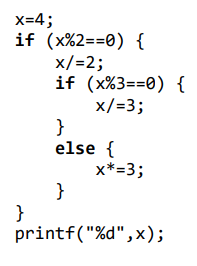 x=4;
if (x%2==0) {
    x/=2;
    if (x%3==0) {
        x/=3;
    }
    else {
        x*=3;
    }
}
printf("%d",x);